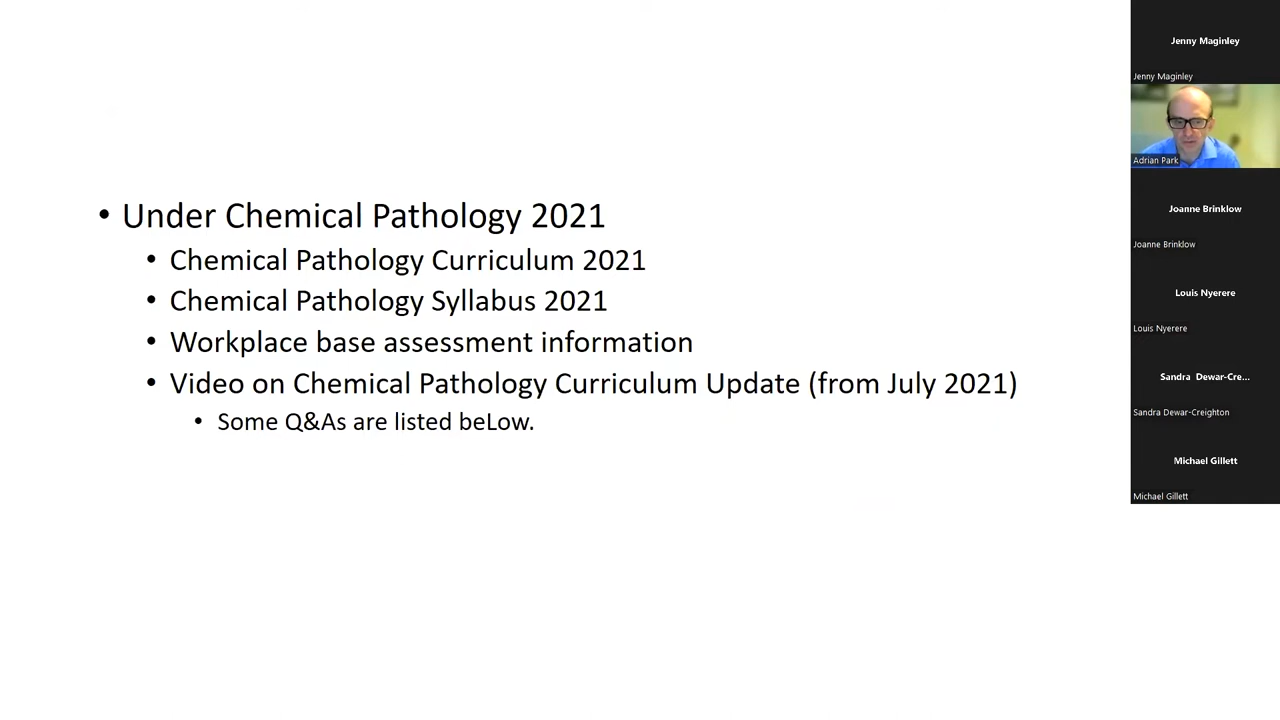 • Under Chemical Pathology 2021
• Chemical Pathology Curriculum 2021
• Chemical Pathology Syllabus 2021
• Workplace base assessment information
• Video on Chemical Pathology Curriculum Update (from July 2021)
• Some Q&As are listed beLow.
Jenny Maginley
Jenny Maginley
Adrian Park
Joanne Brinklow
Joanne Brinklow
Louis Nyerere
Louis Nyerere
Sandra Dewar-Cre...
Sandra Dewar-Creighton
Michael Gillett
Michael Gillett